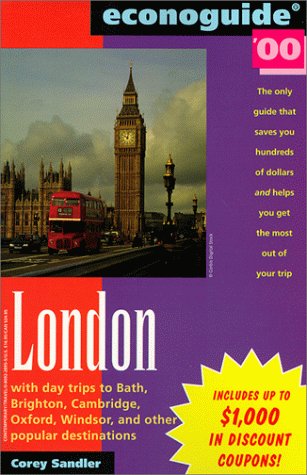 econoguide®
'00
The only
guide that
saves you
hundreds
of dollars
and helps
you get
the most
out of
your trip
London
with day trips to Bath,
Brighton, Cambridge,
Oxford, Windsor, and other
popular destinations
Corey Sandler
INCLUDES UP TO
$1,000
IN DISCOUNT
COUPONS!